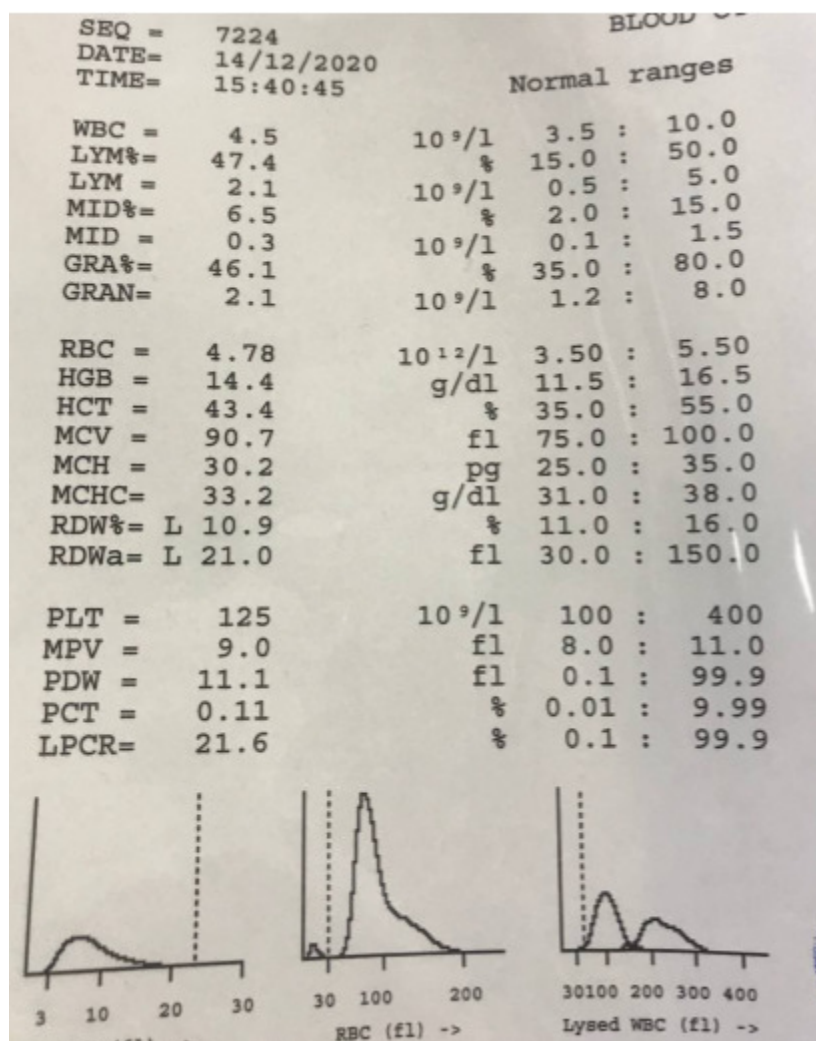 SEQ = 7224 BLOOD
DATE= 14/12/2020
TIME= 15:40:45 Normal ranges
WBC = 4.5 10⁹/l 3.5 : 10.0
LYM%= 47.4 % 15.0 : 50.0
LYM = 2.1 10⁹/l 0.5 : 5.0
MID%= 6.5 % 2.0 : 15.0
MID = 0.3 10⁹/l 0.1 : 1.5
GRA%= 46.1 % 35.0 : 80.0
GRAN= 2.1 10⁹/l 1.2 : 8.0
RBC = 4.78 10¹²/l 3.50 : 5.50
HGB = 14.4 g/dl 11.5 : 16.5
HCT = 43.4 % 35.0 : 55.0
MCV = 90.7 fl 75.0 : 100.0
MCH = 30.2 pg 25.0 : 35.0
MCHC= 33.2 g/dl 31.0 : 38.0
RDW%= L 10.9 % 11.0 : 16.0
RDWa= L 21.0 fl 30.0 : 150.0
PLT = 125 10⁹/l 100 : 400
MPV = 9.0 fl 8.0 : 11.0
PDW = 11.1 fl 0.1 : 99.9
PCT = 0.11 % 0.01 : 9.99
LPCR= 21.6 % 0.1 : 99.9
3 10 20 30 30 100 200 30100 200 300 400
RBC (fl) -> Lysed WBC (fl) ->